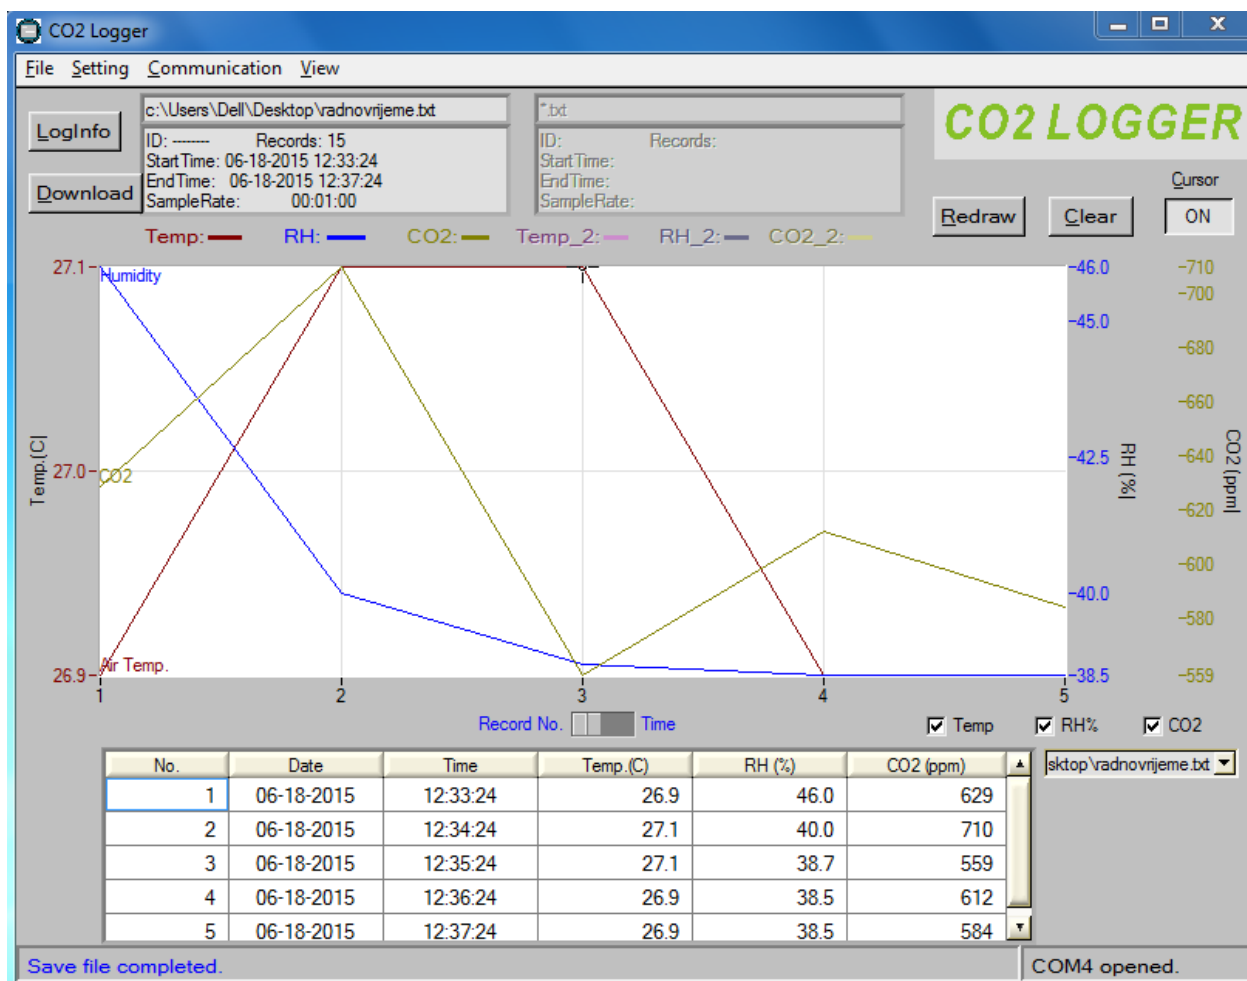 CO2 Logger
File Setting Communication View
LogInfo
Download
c:\Users\Dell\Desktop\radnovrijeme.txt
ID: -------- Records: 15
StartTime: 06-18-2015 12:33:24
EndTime: 06-18-2015 12:37:24
SampleRate: 00:01:00
*.txt
ID: Records:
StartTime:
EndTime:
SampleRate:
CO2 LOGGER
Cursor
Redraw Clear ON
Temp: RH: CO2: Temp_2: RH_2: CO2_2:
Humidity
CO2
Air Temp.
Temp.(C)
27.1
27.0
26.9
1 2 3 4 5
46.0
45.0
42.5
40.0
38.5
RH (%)
710
700
680
660
640
620
600
580
559
CO2 (ppm)
Record No. Time
Temp RH% CO2
No. Date Time Temp.(C) RH (%) CO2 (ppm)
1 06-18-2015 12:33:24 26.9 46.0 629
2 06-18-2015 12:34:24 27.1 40.0 710
3 06-18-2015 12:35:24 27.1 38.7 559
4 06-18-2015 12:36:24 26.9 38.5 612
5 06-18-2015 12:37:24 26.9 38.5 584
sktop\radnovrijeme.txt
Save file completed.
COM4 opened.